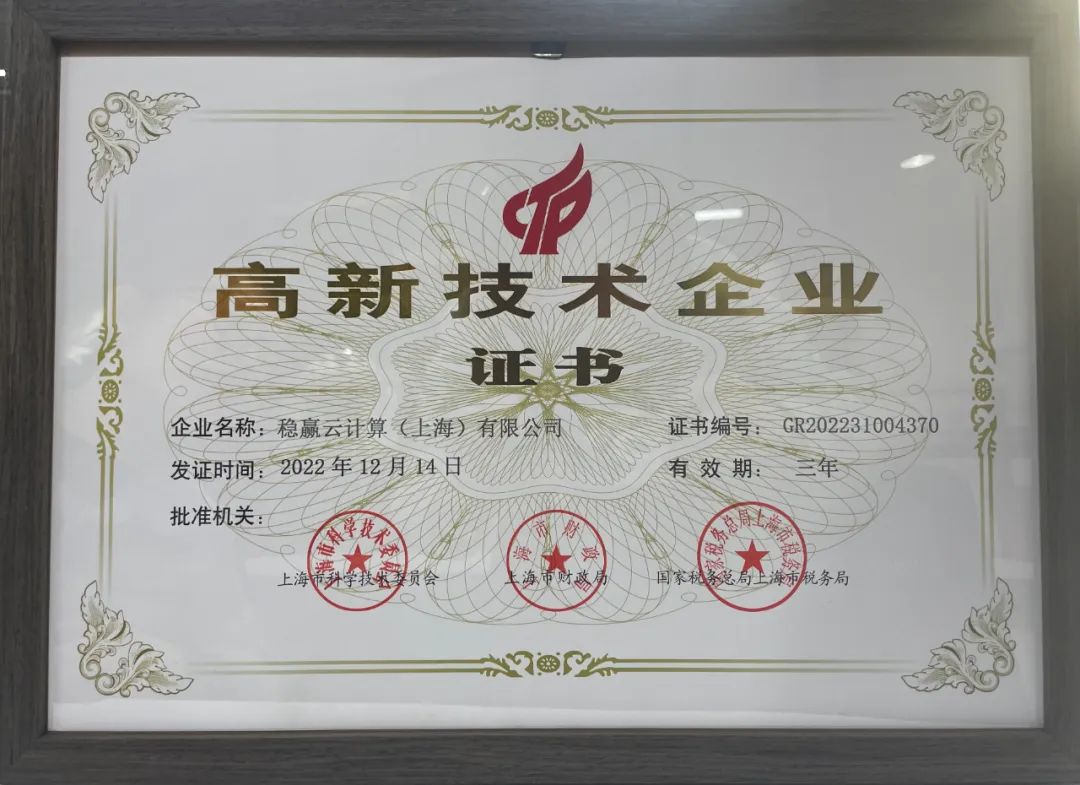 高新技术企业
证书
企业名称：稳赢云计算（上海）有限公司
证书编号： GR202231004370
发证时间：2022年12月14日
有 效 期： 三年
批准机关：
上海市科学技术委员会
上海市财政局
国家税务总局上海市税务局